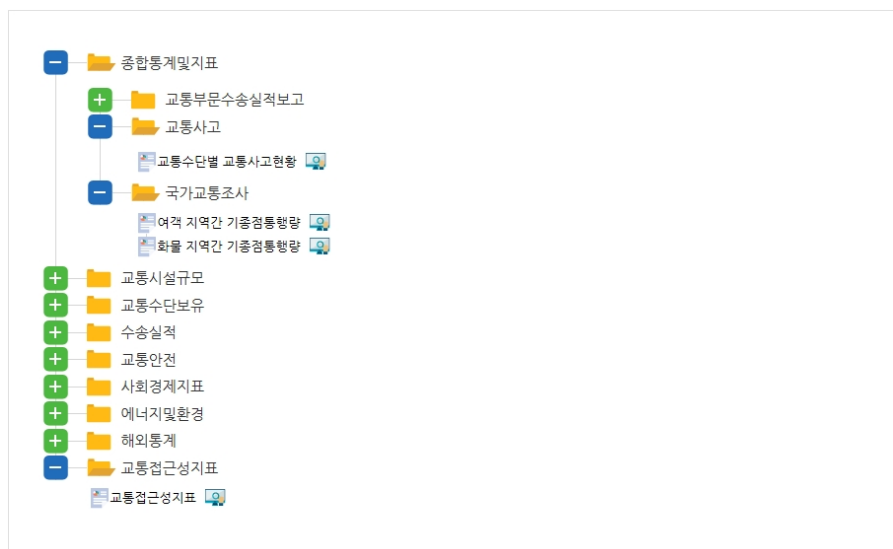 종합통계및지표
교통부문수송실적보고
교통사고
교통수단별 교통사고현황
국가교통조사
여객 지역간 기종점통행량
화물 지역간 기종점통행량
교통시설규모
교통수단보유
수송실적
교통안전
사회경제지표
에너지및환경
해외통계
교통접근성지표
교통접근성지표